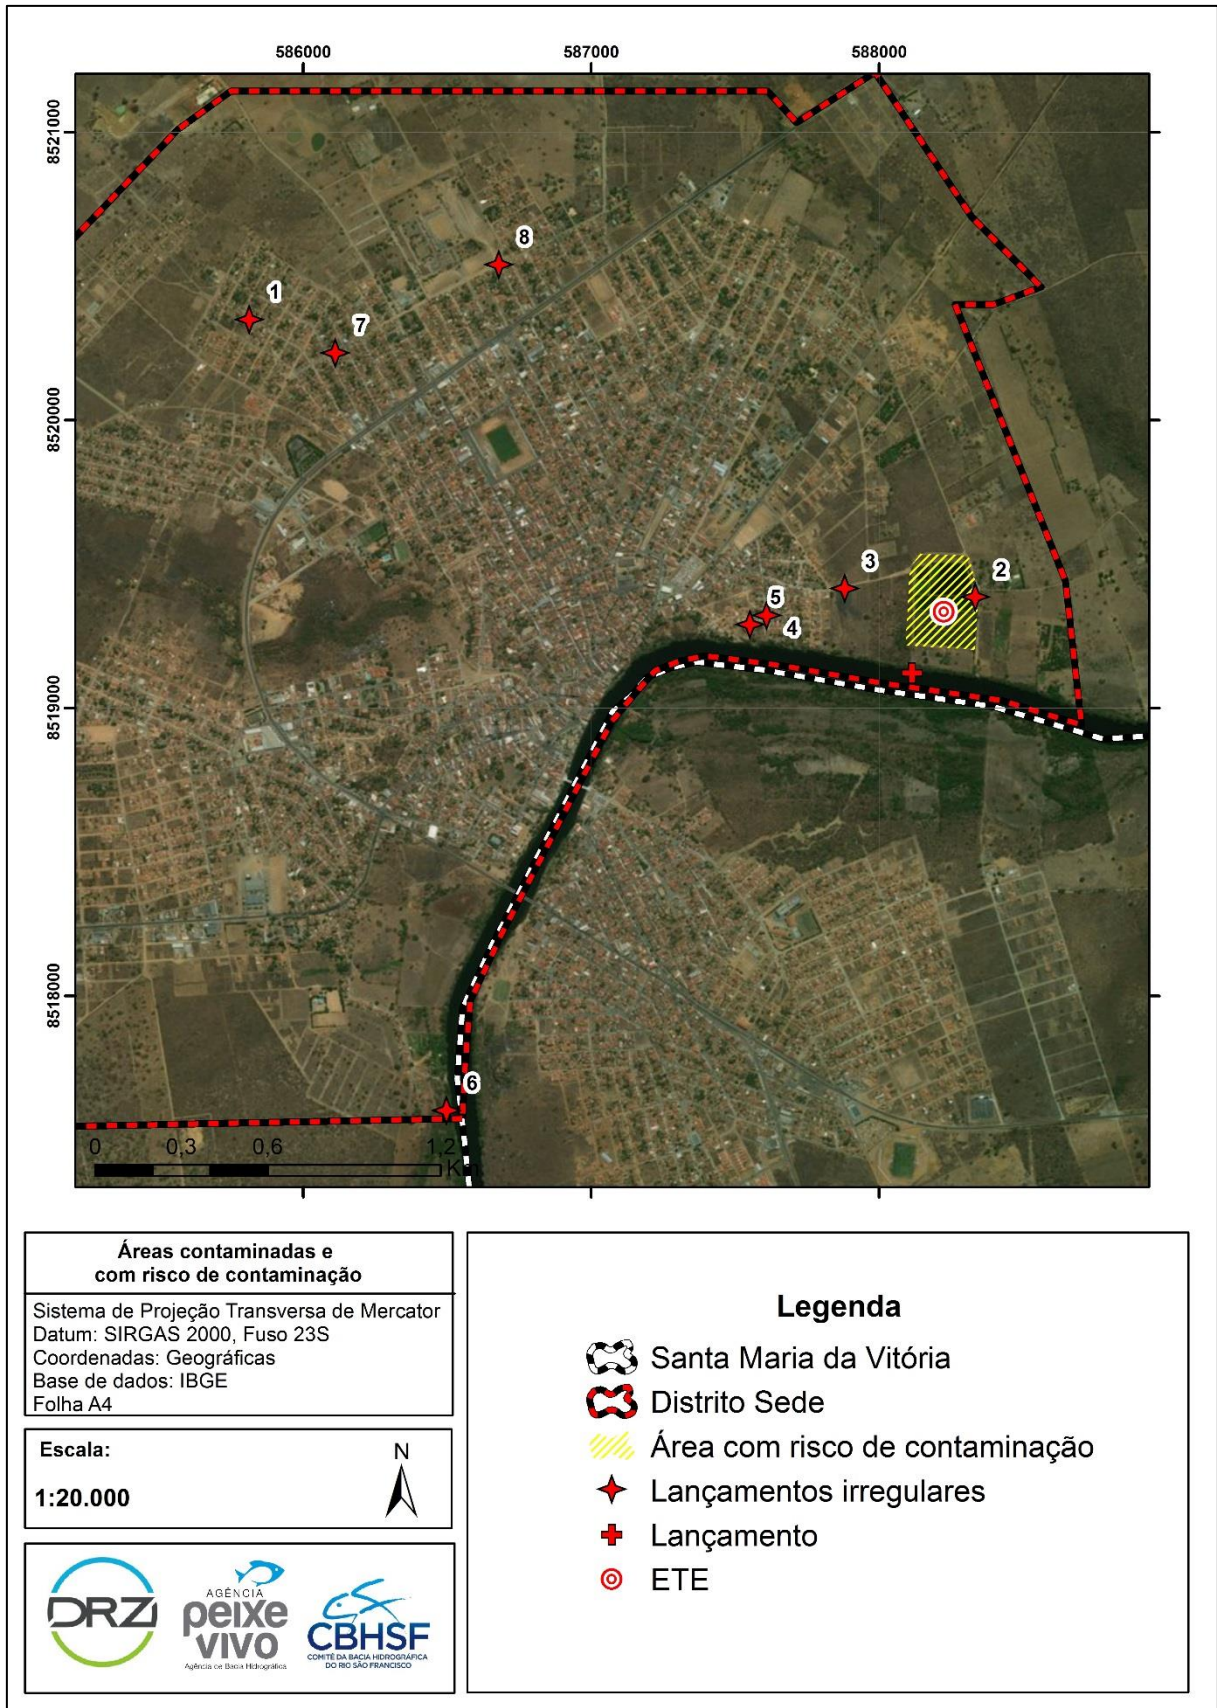 586000
587000
588000
8521000
8520000
8519000
8518000
8
1
7
3
2
5
4
6
0 0,3 0,6 1,2
Km
Áreas contaminadas e
com risco de contaminação
Sistema de Projeção Transversa de Mercator
Datum: SIRGAS 2000, Fuso 23S
Coordenadas: Geográficas
Base de dados: IBGE
Folha A4
Escala:
1:20.000
N
DRZ
AGÊNCIA
peixe
vivo
Agência de Bacia Hidrográfica
CBHSF
COMITÊ DA BACIA HIDROGRÁFICA
DO RIO SÃO FRANCISCO
Legenda
Santa Maria da Vitória
Distrito Sede
Área com risco de contaminação
Lançamentos irregulares
Lançamento
ETE